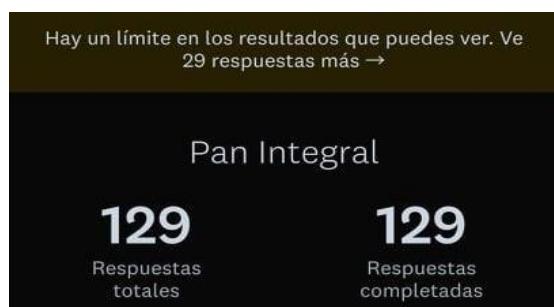 Hay un límite en los resultados que puedes ver. Ve
29 respuestas más →
Pan Integral
129 129
Respuestas Respuestas
totales completadas